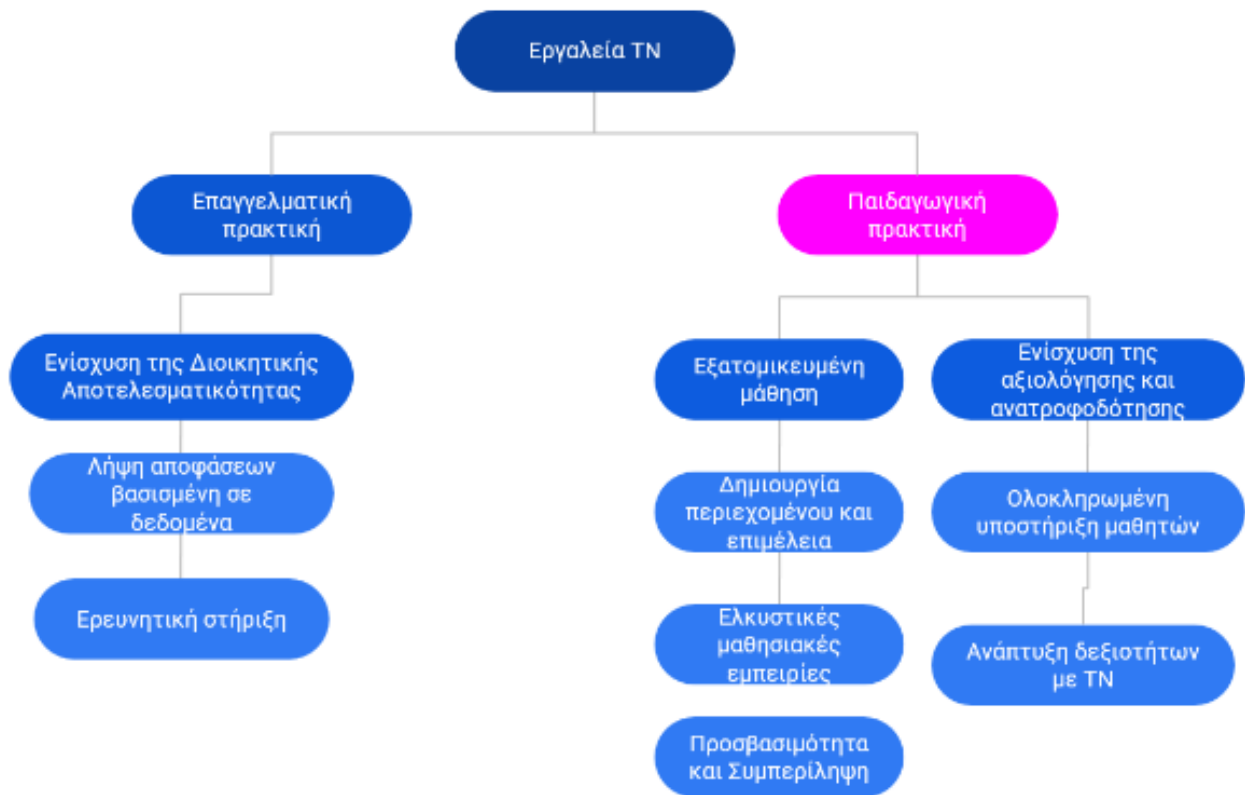 Εργαλεία ΤΝ
Επαγγελματική
πρακτική
Παιδαγωγική
πρακτική
Ενίσχυση της Διοικητικής
Αποτελεσματικότητας
Λήψη αποφάσεων
βασισμένη σε
δεδομένα
Ερευνητική στήριξη
Εξατομικευμένη
μάθηση
Δημιουργία
περιεχομένου και
επιμέλεια
Ελκυστικές
μαθησιακές
εμπειρίες
Προσβασιμότητα
και Συμπερίληψη
Ενίσχυση της
αξιολόγησης και
ανατροφοδότησης
Ολοκληρωμένη
υποστήριξη μαθητών
Ανάπτυξη δεξιοτήτων
με ΤΝ